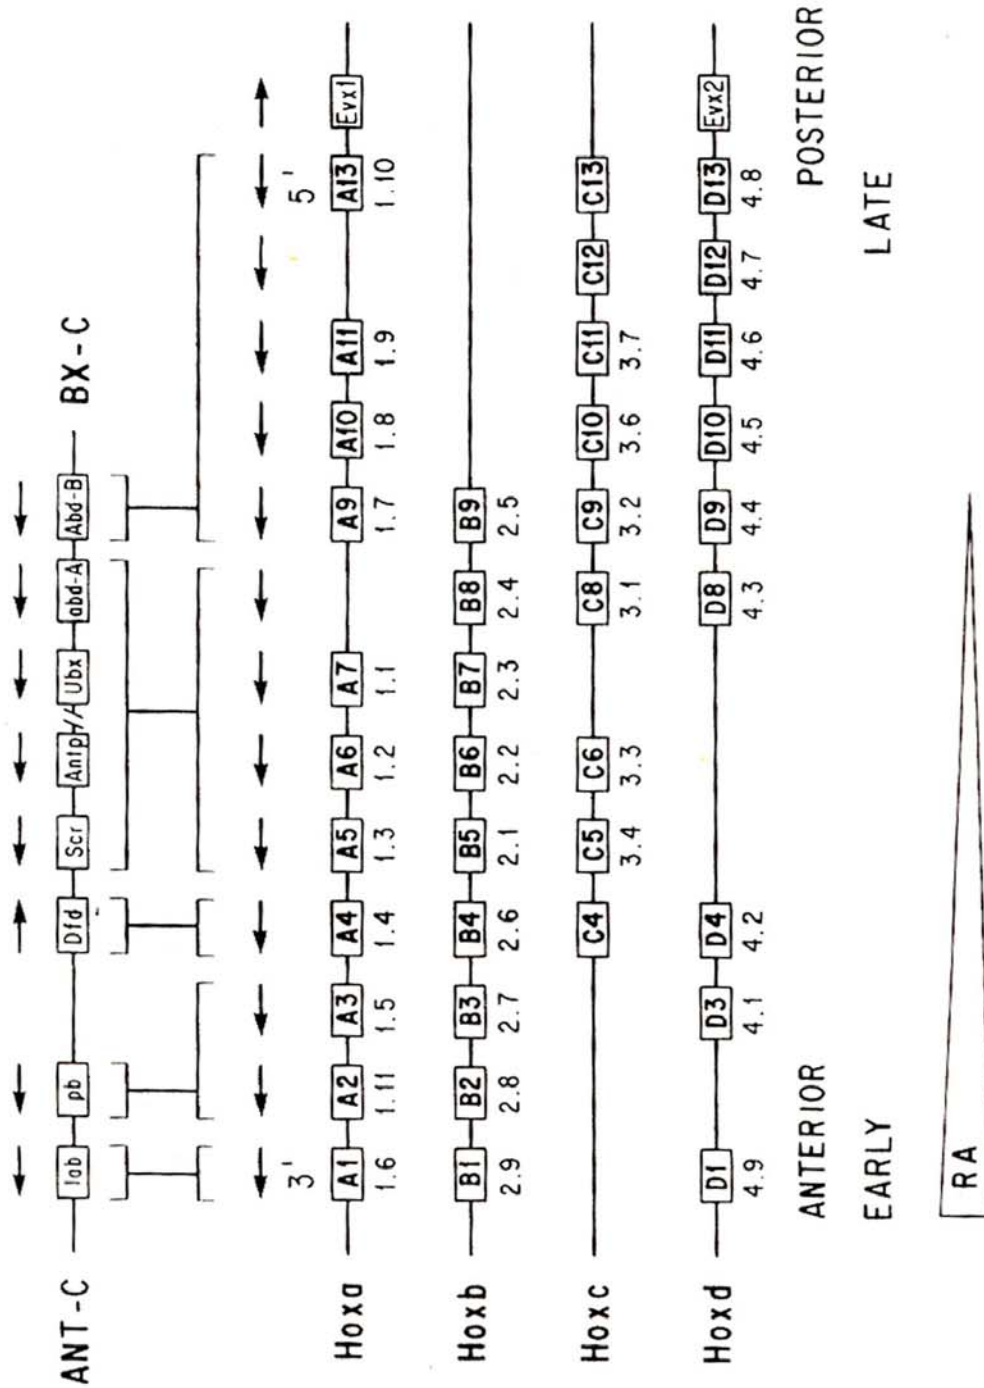 ANT-C lab pb Dfd Scr Antp Ubx abd-A Abd-B BX-C
3' 5'
Hoxa A1 A2 A3 A4 A5 A6 A7 A9 A10 A11 A13 Evx1
1.6 1.11 1.5 1.4 1.3 1.2 1.1 1.7 1.8 1.9 1.10
Hoxb B1 B2 B3 B4 B5 B6 B7 B8 B9
2.9 2.8 2.7 2.6 2.1 2.2 2.3 2.4 2.5
Hoxc C4 C5 C6 C8 C9 C10 C11 C12 C13
3.4 3.3 3.1 3.2 3.6 3.7
Hoxd D1 D3 D4 D8 D9 D10 D11 D12 D13 Evx2
4.9 4.1 4.2 4.3 4.4 4.5 4.6 4.7 4.8
ANTERIOR POSTERIOR
EARLY LATE
RA